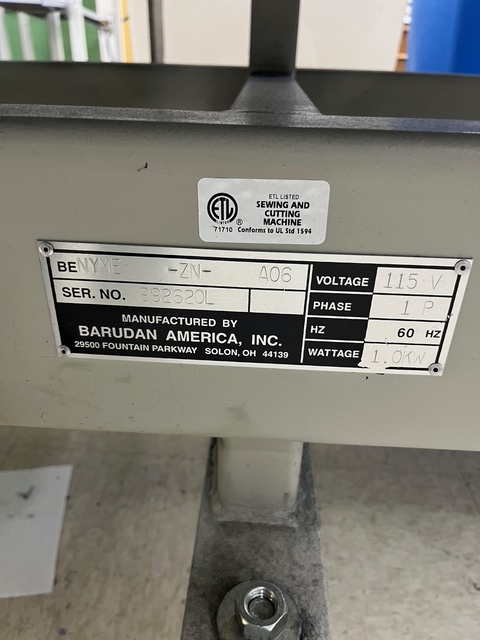 ETL LISTED
SEWING AND
CUTTING
MACHINE
ETL ®
71710 Conforms to UL Std 1594
BENYME -ZN- A06
SER. NO. 2620L
MANUFACTURED BY
BARUDAN AMERICA, INC.
29500 FOUNTAIN PARKWAY SOLON, OH 44139
VOLTAGE 115 V
PHASE 1 P
HZ 60 HZ
WATTAGE 1.0KW